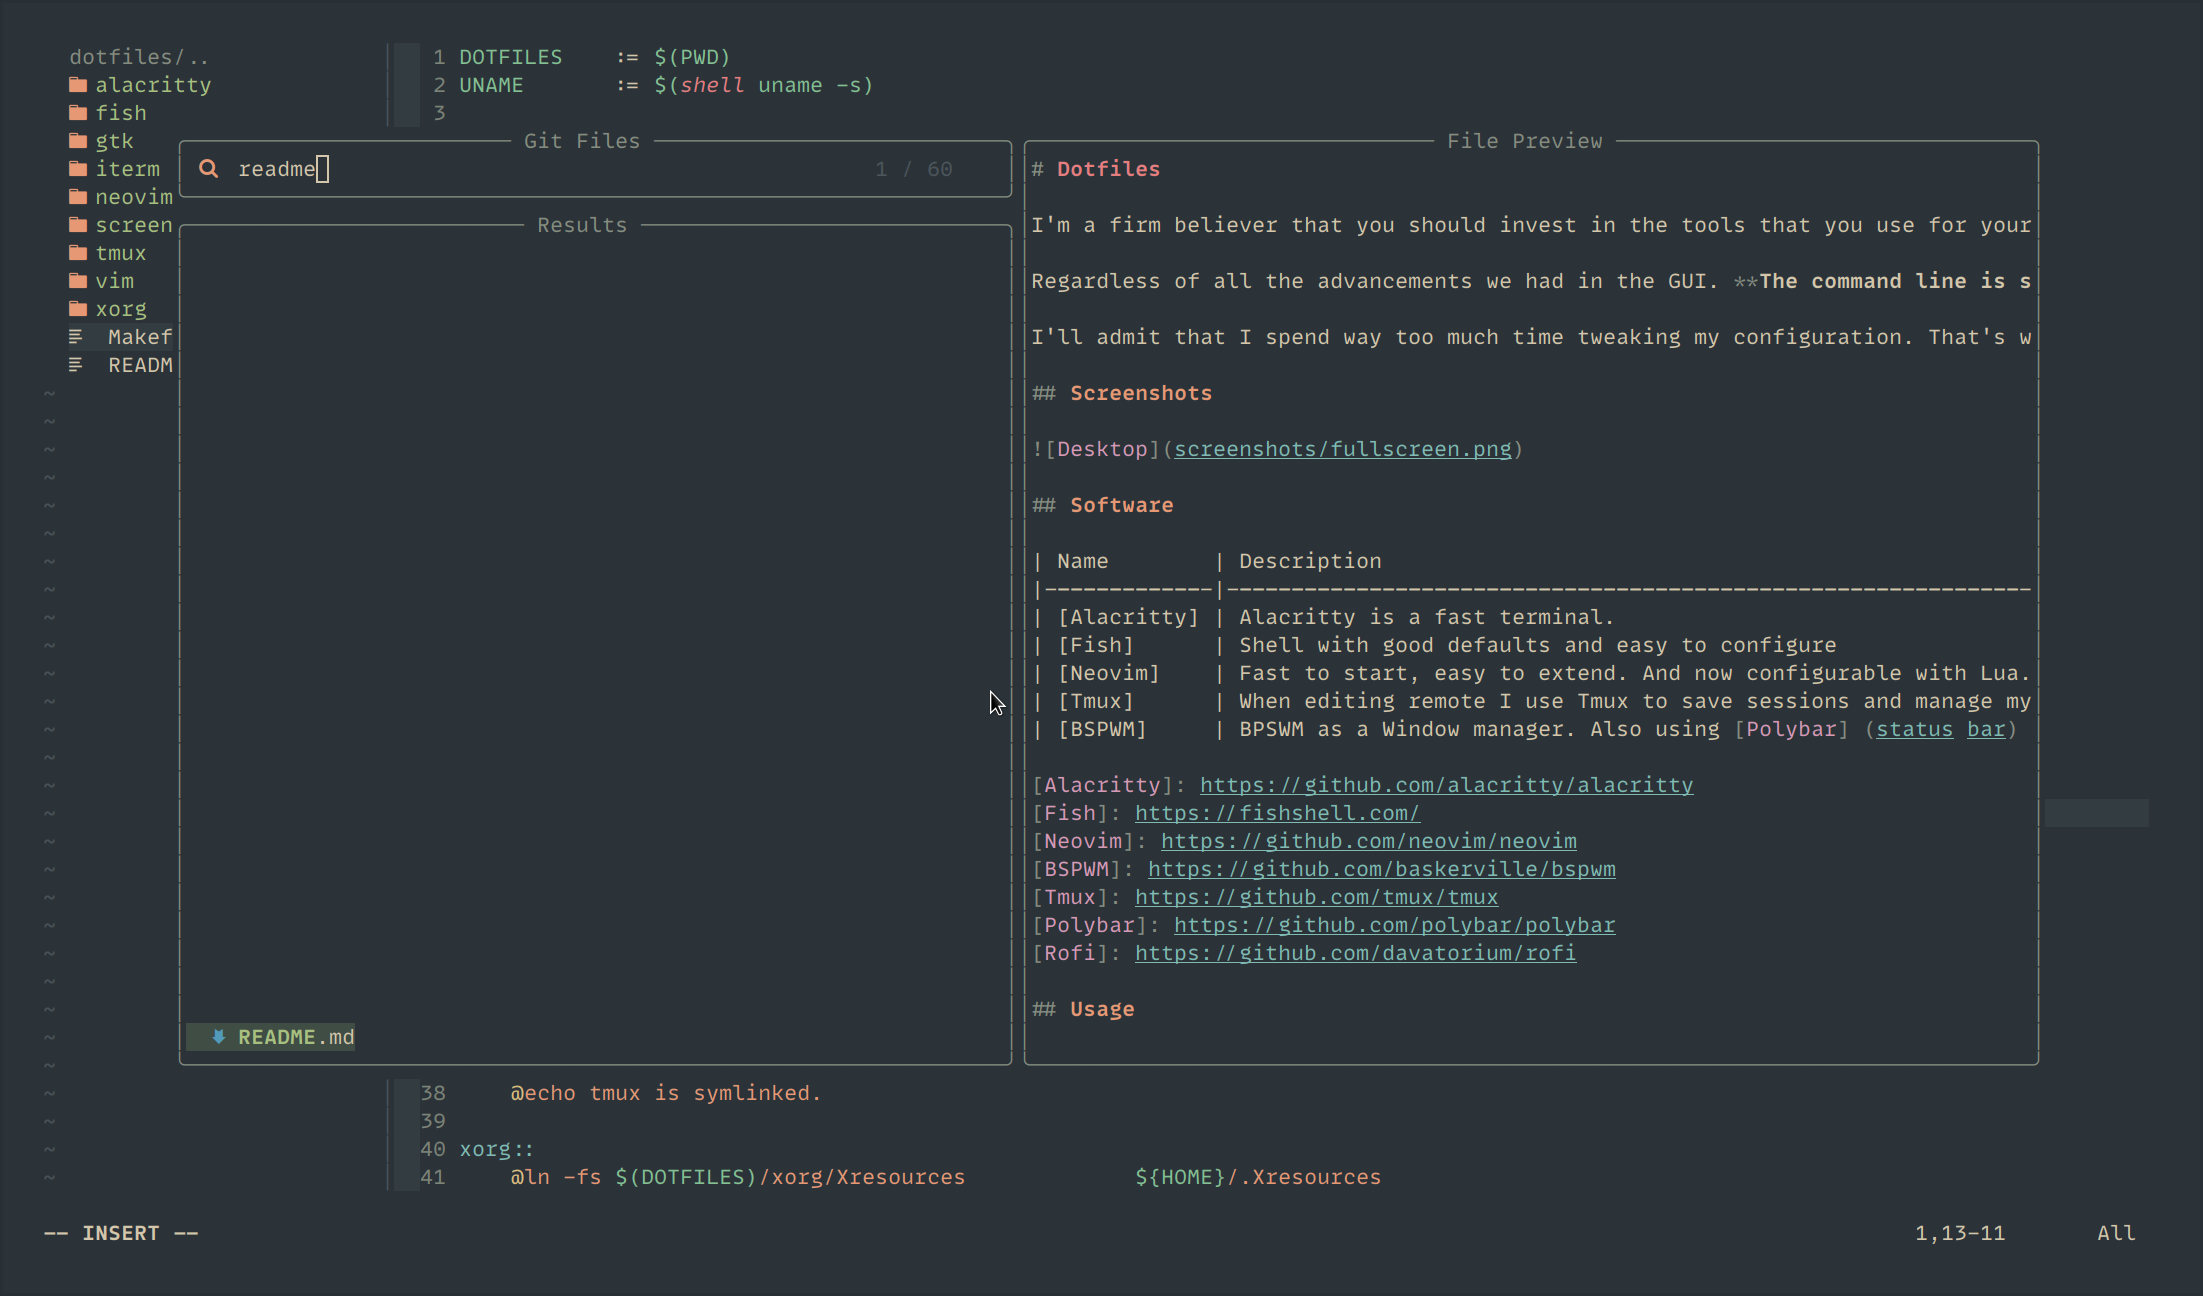 dotfiles/..
alacritty
fish
gtk
iterm
neovim
screen
tmux
vim
xorg
Makef
READM
1 DOTFILES    := $(PWD)
2 UNAME       := $(shell uname -s)
3
Git Files
readme
1 / 60
Results
README.md
File Preview
# Dotfiles
I'm a firm believer that you should invest in the tools that you use for your
Regardless of all the advancements we had in the GUI. **The command line is s
I'll admit that I spend way too much time tweaking my configuration. That's w
## Screenshots
![Desktop](screenshots/fullscreen.png)
## Software
| Name        | Description
|-------------|--------------------------------------------------------------
| [Alacritty] | Alacritty is a fast terminal.
| [Fish]      | Shell with good defaults and easy to configure
| [Neovim]    | Fast to start, easy to extend. And now configurable with Lua.
| [Tmux]      | When editing remote I use Tmux to save sessions and manage my
| [BSPWM]     | BPSWM as a Window manager. Also using [Polybar] (status bar)
[Alacritty]: https://github.com/alacritty/alacritty
[Fish]: https://fishshell.com/
[Neovim]: https://github.com/neovim/neovim
[BSPWM]: https://github.com/baskerville/bspwm
[Tmux]: https://github.com/tmux/tmux
[Polybar]: https://github.com/polybar/polybar
[Rofi]: https://github.com/davatorium/rofi
## Usage
38     @echo tmux is symlinked.
39
40 xorg::
41     @ln -fs $(DOTFILES)/xorg/Xresources             ${HOME}/.Xresources
-- INSERT --
1,13-11
All